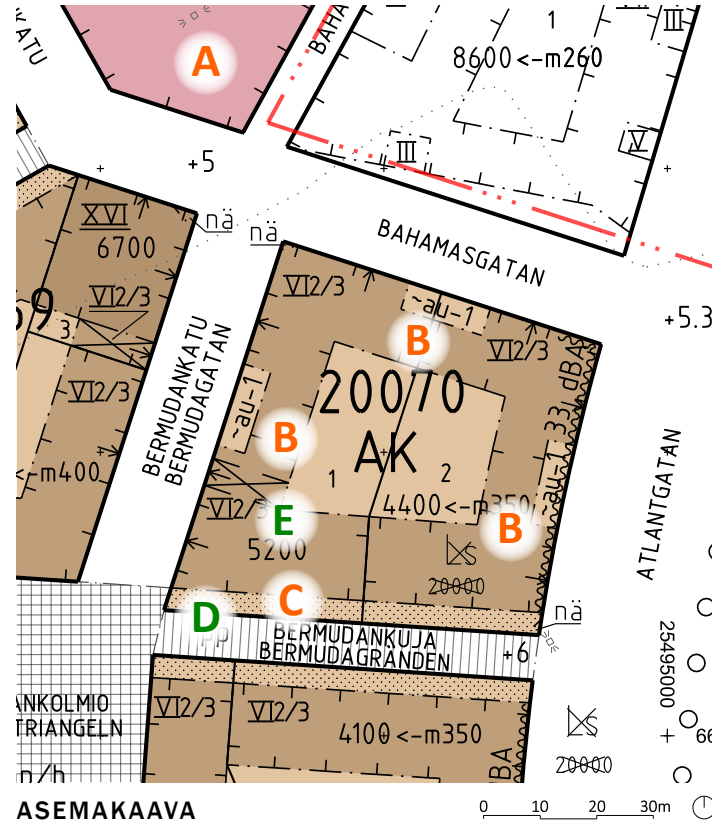 KATU
A
BAHA
1
8600<-m260
III
III
V
+5
XVI
6700
nä
nä
BAHAMASGATAN
VI2/3
VI2/3
~au-1
+5.3
69
3
B
VI2/3
33 dBA
VI2/3
BERMUDANKATU
BERMUDAGATAN
20070
~au-1
B
AK
ATLANTGATAN
<-m400
1
2
~au-1
4400<-m350
VI2/3
E
B
5200
20000
C
D
nä
pp
BERMUDANKUJA
BERMUDAGRÄNDEN
+6
25495000
ANKOLMIO
TRIANGELN
VI2/3
VI2/3
4100<-m350
20000
BA
ASEMAKAAVA
0 10 20 30m